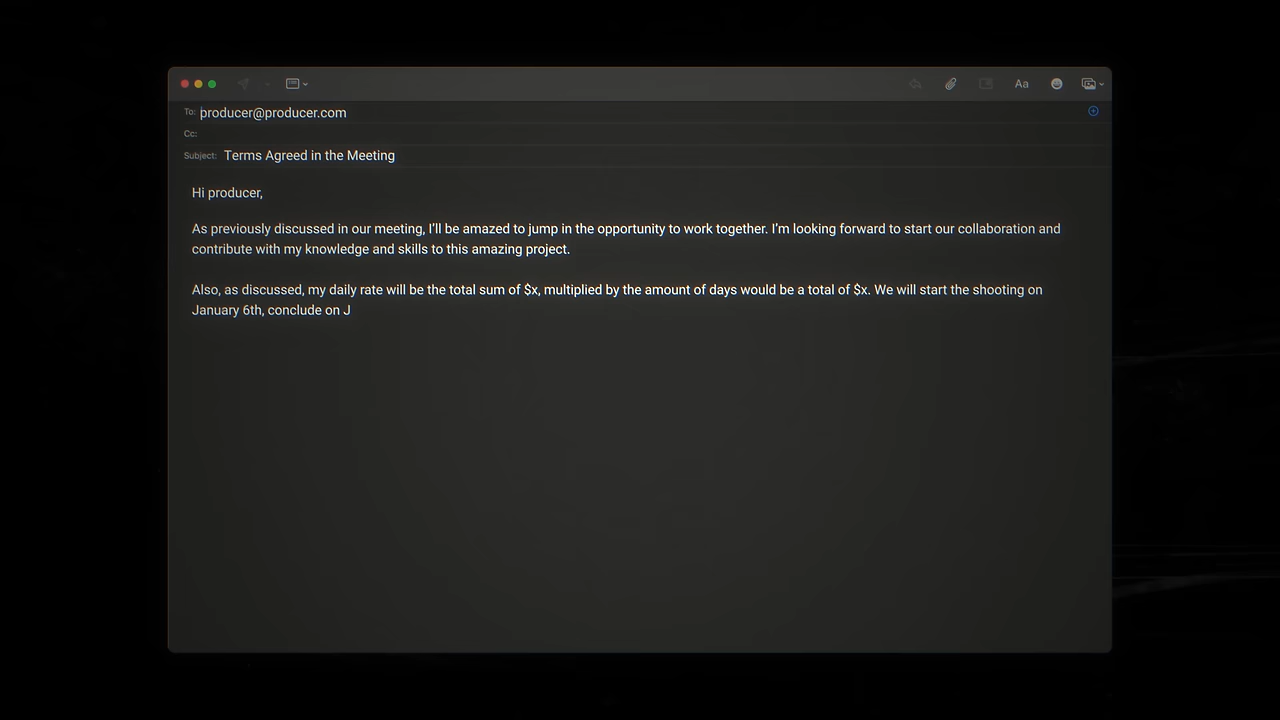 Aa
To: producer@producer.com
Cc:
Subject: Terms Agreed in the Meeting
Hi producer,
As previously discussed in our meeting, I'll be amazed to jump in the opportunity to work together. I'm looking forward to start our collaboration and
contribute with my knowledge and skills to this amazing project.
Also, as discussed, my daily rate will be the total sum of $x, multiplied by the amount of days would be a total of $x. We will start the shooting on
January 6th, conclude on J